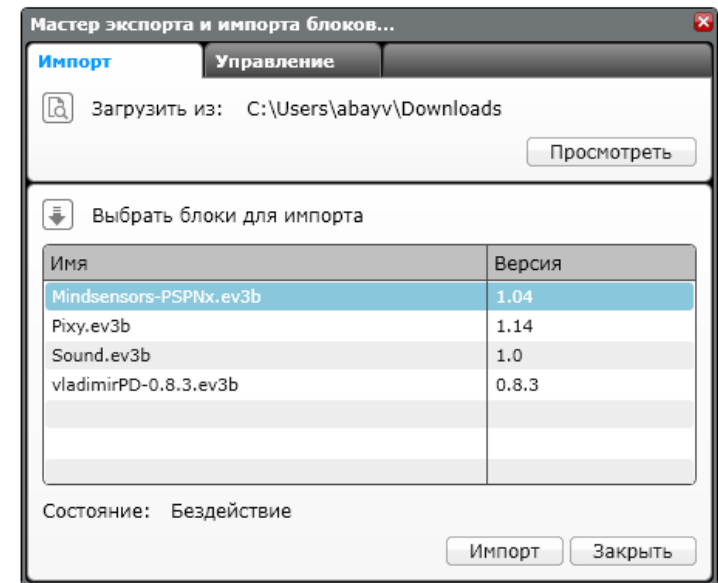 Мастер экспорта и импорта блоков...
Импорт Управление
Загрузить из: C:\Users\abayv\Downloads
Просмотреть
Выбрать блоки для импорта
Имя Версия
Mindsensors-PSPNx.ev3b 1.04
Pixy.ev3b 1.14
Sound.ev3b 1.0
vladimirPD-0.8.3.ev3b 0.8.3
Состояние: Бездействие
Импорт Закрыть